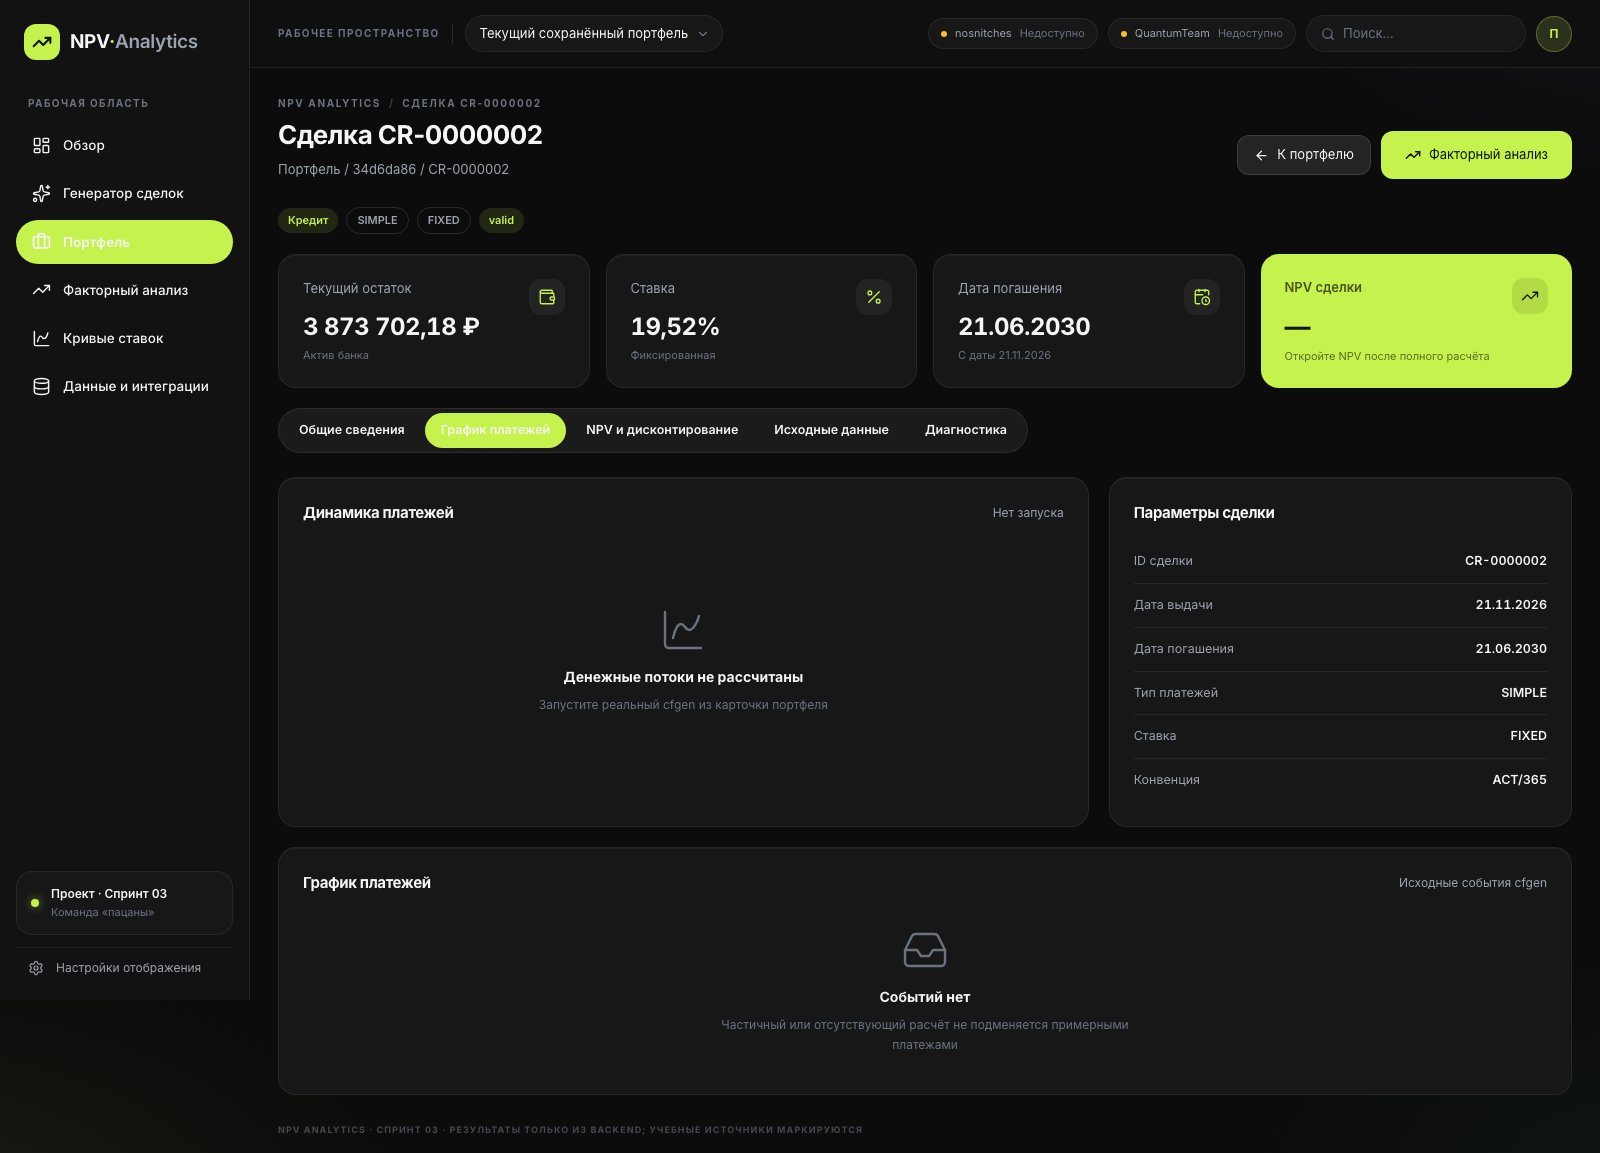 NPV·Analytics
РАБОЧАЯ ОБЛАСТЬ
Обзор
Генератор сделок
Портфель
Факторный анализ
Кривые ставок
Данные и интеграции
Проект · Спринт 03
Команда «пацаны»
Настройки отображения
РАБОЧЕЕ ПРОСТРАНСТВО
Текущий сохранённый портфель
nosnitches Недоступно
QuantumTeam Недоступно
Поиск...
П
NPV ANALYTICS / СДЕЛКА CR-0000002
Сделка CR-0000002
Портфель / 34d6da86 / CR-0000002
К портфелю
Факторный анализ
Кредит
SIMPLE
FIXED
valid
Текущий остаток
3 873 702,18 ₽
Актив банка
Ставка
19,52%
Фиксированная
Дата погашения
21.06.2030
С даты 21.11.2026
NPV сделки
—
Откройте NPV после полного расчёта
Общие сведения
График платежей
NPV и дисконтирование
Исходные данные
Диагностика
Динамика платежей
Нет запуска
Денежные потоки не рассчитаны
Запустите реальный cfgen из карточки портфеля
Параметры сделки
ID сделки CR-0000002
Дата выдачи 21.11.2026
Дата погашения 21.06.2030
Тип платежей SIMPLE
Ставка FIXED
Конвенция ACT/365
График платежей
Исходные события cfgen
Событий нет
Частичный или отсутствующий расчёт не подменяется примерными
платежами
NPV ANALYTICS · СПРИНТ 03 · РЕЗУЛЬТАТЫ ТОЛЬКО ИЗ BACKEND; УЧЕБНЫЕ ИСТОЧНИКИ МАРКИРУЮТСЯ